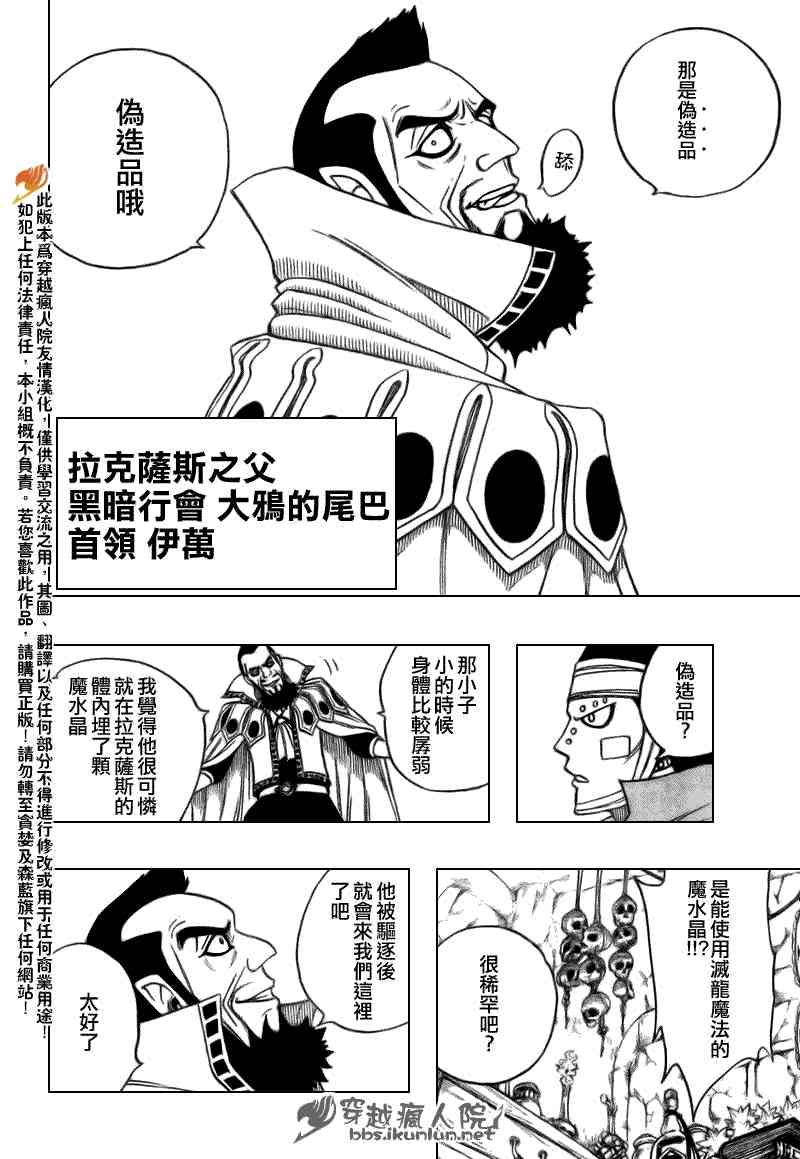 那是偽造品
舔
偽造品哦
拉克薩斯之父
黑暗行會 大鴉的尾巴
首領 伊萬
偽造品？
那小子
小的時候
身體比較孱弱
我覺得他很可憐
就在拉克薩斯的
體內埋了顆
魔水晶
是能使用滅龍魔法的
魔水晶!!?
很稀罕吧？
他被驅逐後
就會來我們這裡
了吧
太好了
此版本爲穿越瘋人院友情漢化，僅供學習交流之用，其圖、翻譯以及任何部分不得進行修改或用于任何商業用途！
如犯上任何法律責任，本小組概不負責。若您喜歡此作品，請購買正版！請勿轉至貪婪及森藍旗下任何網站！
穿越瘋人院
bbs.ikunlun.net